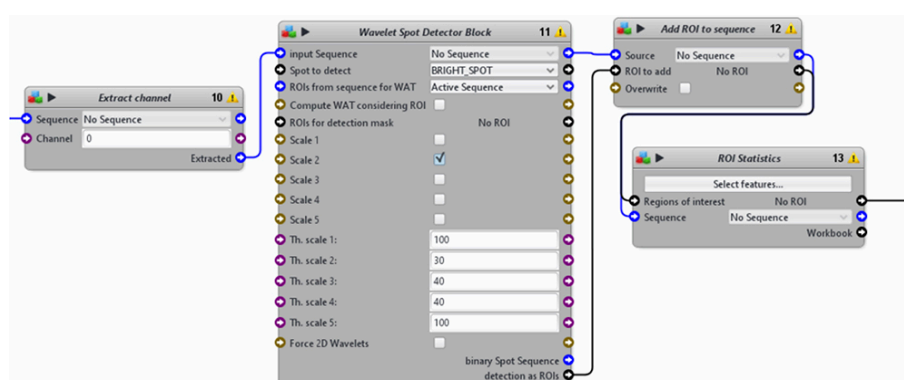 Extract channel 10
Sequence No Sequence
Channel 0
Extracted
Wavelet Spot Detector Block 11
input Sequence No Sequence
Spot to detect BRIGHT_SPOT
ROIs from sequence for WAT Active Sequence
Compute WAT considering ROI
ROIs for detection mask No ROI
Scale 1
Scale 2
Scale 3
Scale 4
Scale 5
Th. scale 1: 100
Th. scale 2: 30
Th. scale 3: 40
Th. scale 4: 40
Th. scale 5: 100
Force 2D Wavelets
binary Spot Sequence
detection as ROIs
Add ROI to sequence 12
Source No Sequence
ROI to add No ROI
Overwrite
ROI Statistics 13
Select features...
Regions of interest No ROI
Sequence No Sequence
Workbook